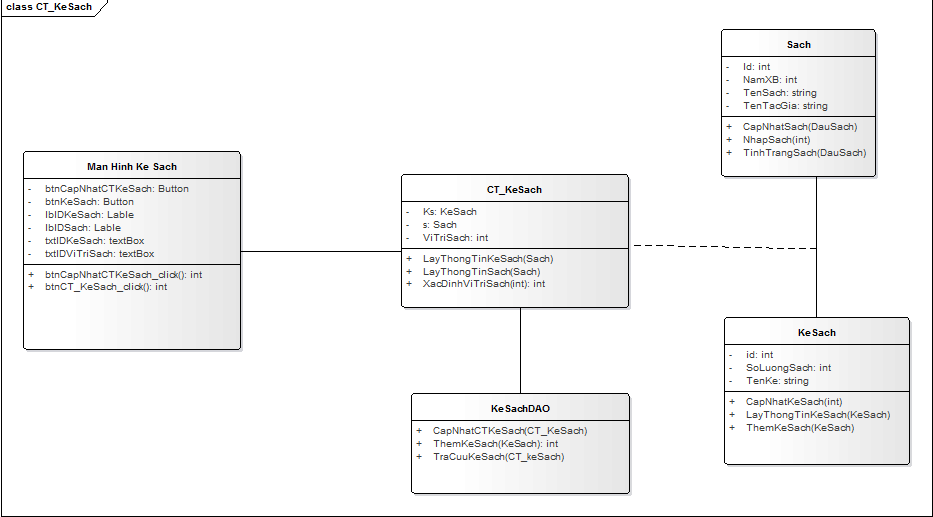 class CT_KeSach
Sach
- Id: int
- NamXB: int
- TenSach: string
- TenTacGia: string
+ CapNhatSach(DauSach)
+ NhapSach(int)
+ TinhTrangSach(DauSach)
Man Hinh Ke Sach
- btnCapNhatCTKeSach: Button
- btnKeSach: Button
- lbIDKeSach: Lable
- lbIDSach: Lable
- txtIDKeSach: textBox
- txtIDViTriSach: textBox
+ btnCapNhatCTKeSach_click(): int
+ btnCT_KeSach_click(): int
CT_KeSach
- Ks: KeSach
- s: Sach
- ViTriSach: int
+ LayThongTinKeSach(Sach)
+ LayThongTinSach(Sach)
+ XacDinhViTriSach(int): int
KeSach
- id: int
- SoLuongSach: int
- TenKe: string
+ CapNhatKeSach(int)
+ LayThongTinKeSach(KeSach)
+ ThemKeSach(KeSach)
KeSachDAO
+ CapNhatCTKeSach(CT_KeSach)
+ ThemKeSach(KeSach): int
+ TraCuuKeSach(CT_keSach)